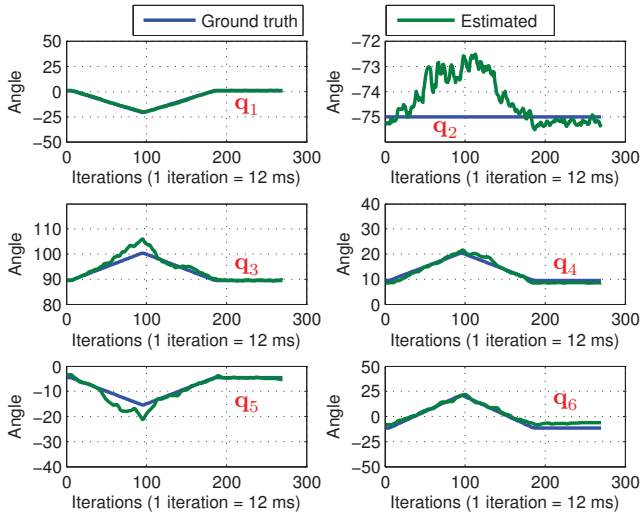 Ground truth
Estimated
50
25
0
−25
−50
Angle
q1
0
100
200
300
Iterations (1 iteration = 12 ms)
−72
−73
−74
−75
Angle
q2
0
100
200
300
Iterations (1 iteration = 12 ms)
110
100
90
80
Angle
q3
0
100
200
300
Iterations (1 iteration = 12 ms)
40
30
20
10
0
Angle
q4
0
100
200
300
Iterations (1 iteration = 12 ms)
0
−10
−20
−30
−40
Angle
q5
0
100
200
300
Iterations (1 iteration = 12 ms)
50
25
0
−25
−50
Angle
q6
0
100
200
300
Iterations (1 iteration = 12 ms)